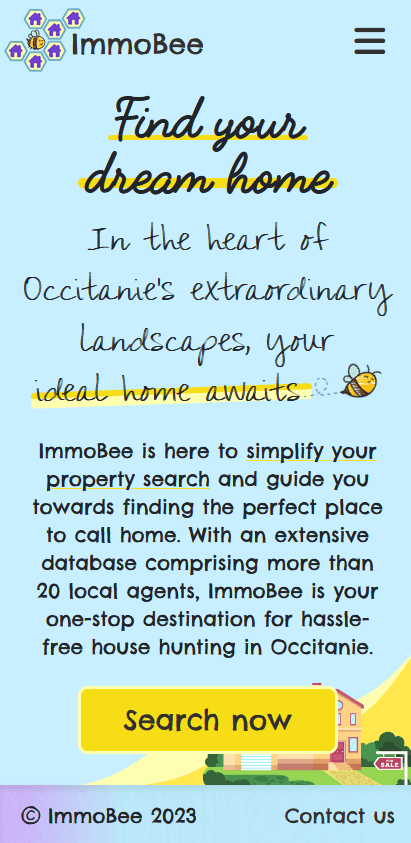 ImmoBee
Find your
dream home
In the heart of
Occitanie's extraordinary
landscapes, your
ideal home awaits
ImmoBee is here to simplify your
property search and guide you
towards finding the perfect place
to call home. With an extensive
database comprising more than
20 local agents, ImmoBee is your
one-stop destination for hassle-
free house hunting in Occitanie.
Search now
FOR
SALE
© ImmoBee 2023
Contact us